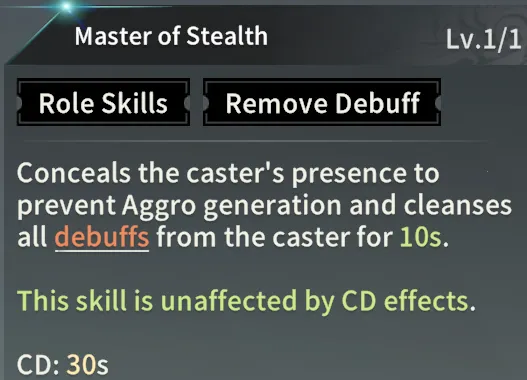 Master of Stealth
Lv.1/1
Role Skills
Remove Debuff
Conceals the caster's presence to
prevent Aggro generation and cleanses
all debuffs from the caster for 10s.
This skill is unaffected by CD effects.
CD: 30s